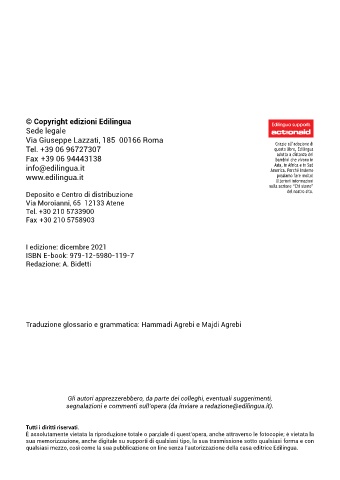 © Copyright edizioni Edilingua
Sede legale
Via Giuseppe Lazzati, 185 00166 Roma
Tel. +39 06 96727307
Fax +39 06 94443138
info@edilingua.it
www.edilingua.it
Deposito e Centro di distribuzione
Via Moroianni, 65 12133 Atene
Tel. +30 210 5733900
Fax +30 210 5758903
I edizione: dicembre 2021
ISBN E-book: 979-12-5980-119-7
Redazione: A. Bidetti
Edilingua supports
actionaid
Grazie all'adozione di
questo libro, Edilingua
adotta a distanza dei
bambini che vivono in
Asia, in Africa e in Sud
America. Perché insieme
possiamo fare molto!
Ulteriori informazioni
nella sezione "Chi siamo"
del nostro sito.
Traduzione glossario e grammatica: Hammadi Agrebi e Majdi Agrebi
Gli autori apprezzerebbero, da parte dei colleghi, eventuali suggerimenti,
segnalazioni e commenti sull'opera (da inviare a redazione@edilingua.it).
Tutti i diritti riservati.
È assolutamente vietata la riproduzione totale o parziale di quest'opera, anche attraverso le fotocopie; è vietata la
sua memorizzazione, anche digitale su supporti di qualsiasi tipo, la sua trasmissione sotto qualsiasi forma e con
qualsiasi mezzo, così come la sua pubblicazione on line senza l'autorizzazione della casa editrice Edilingua.